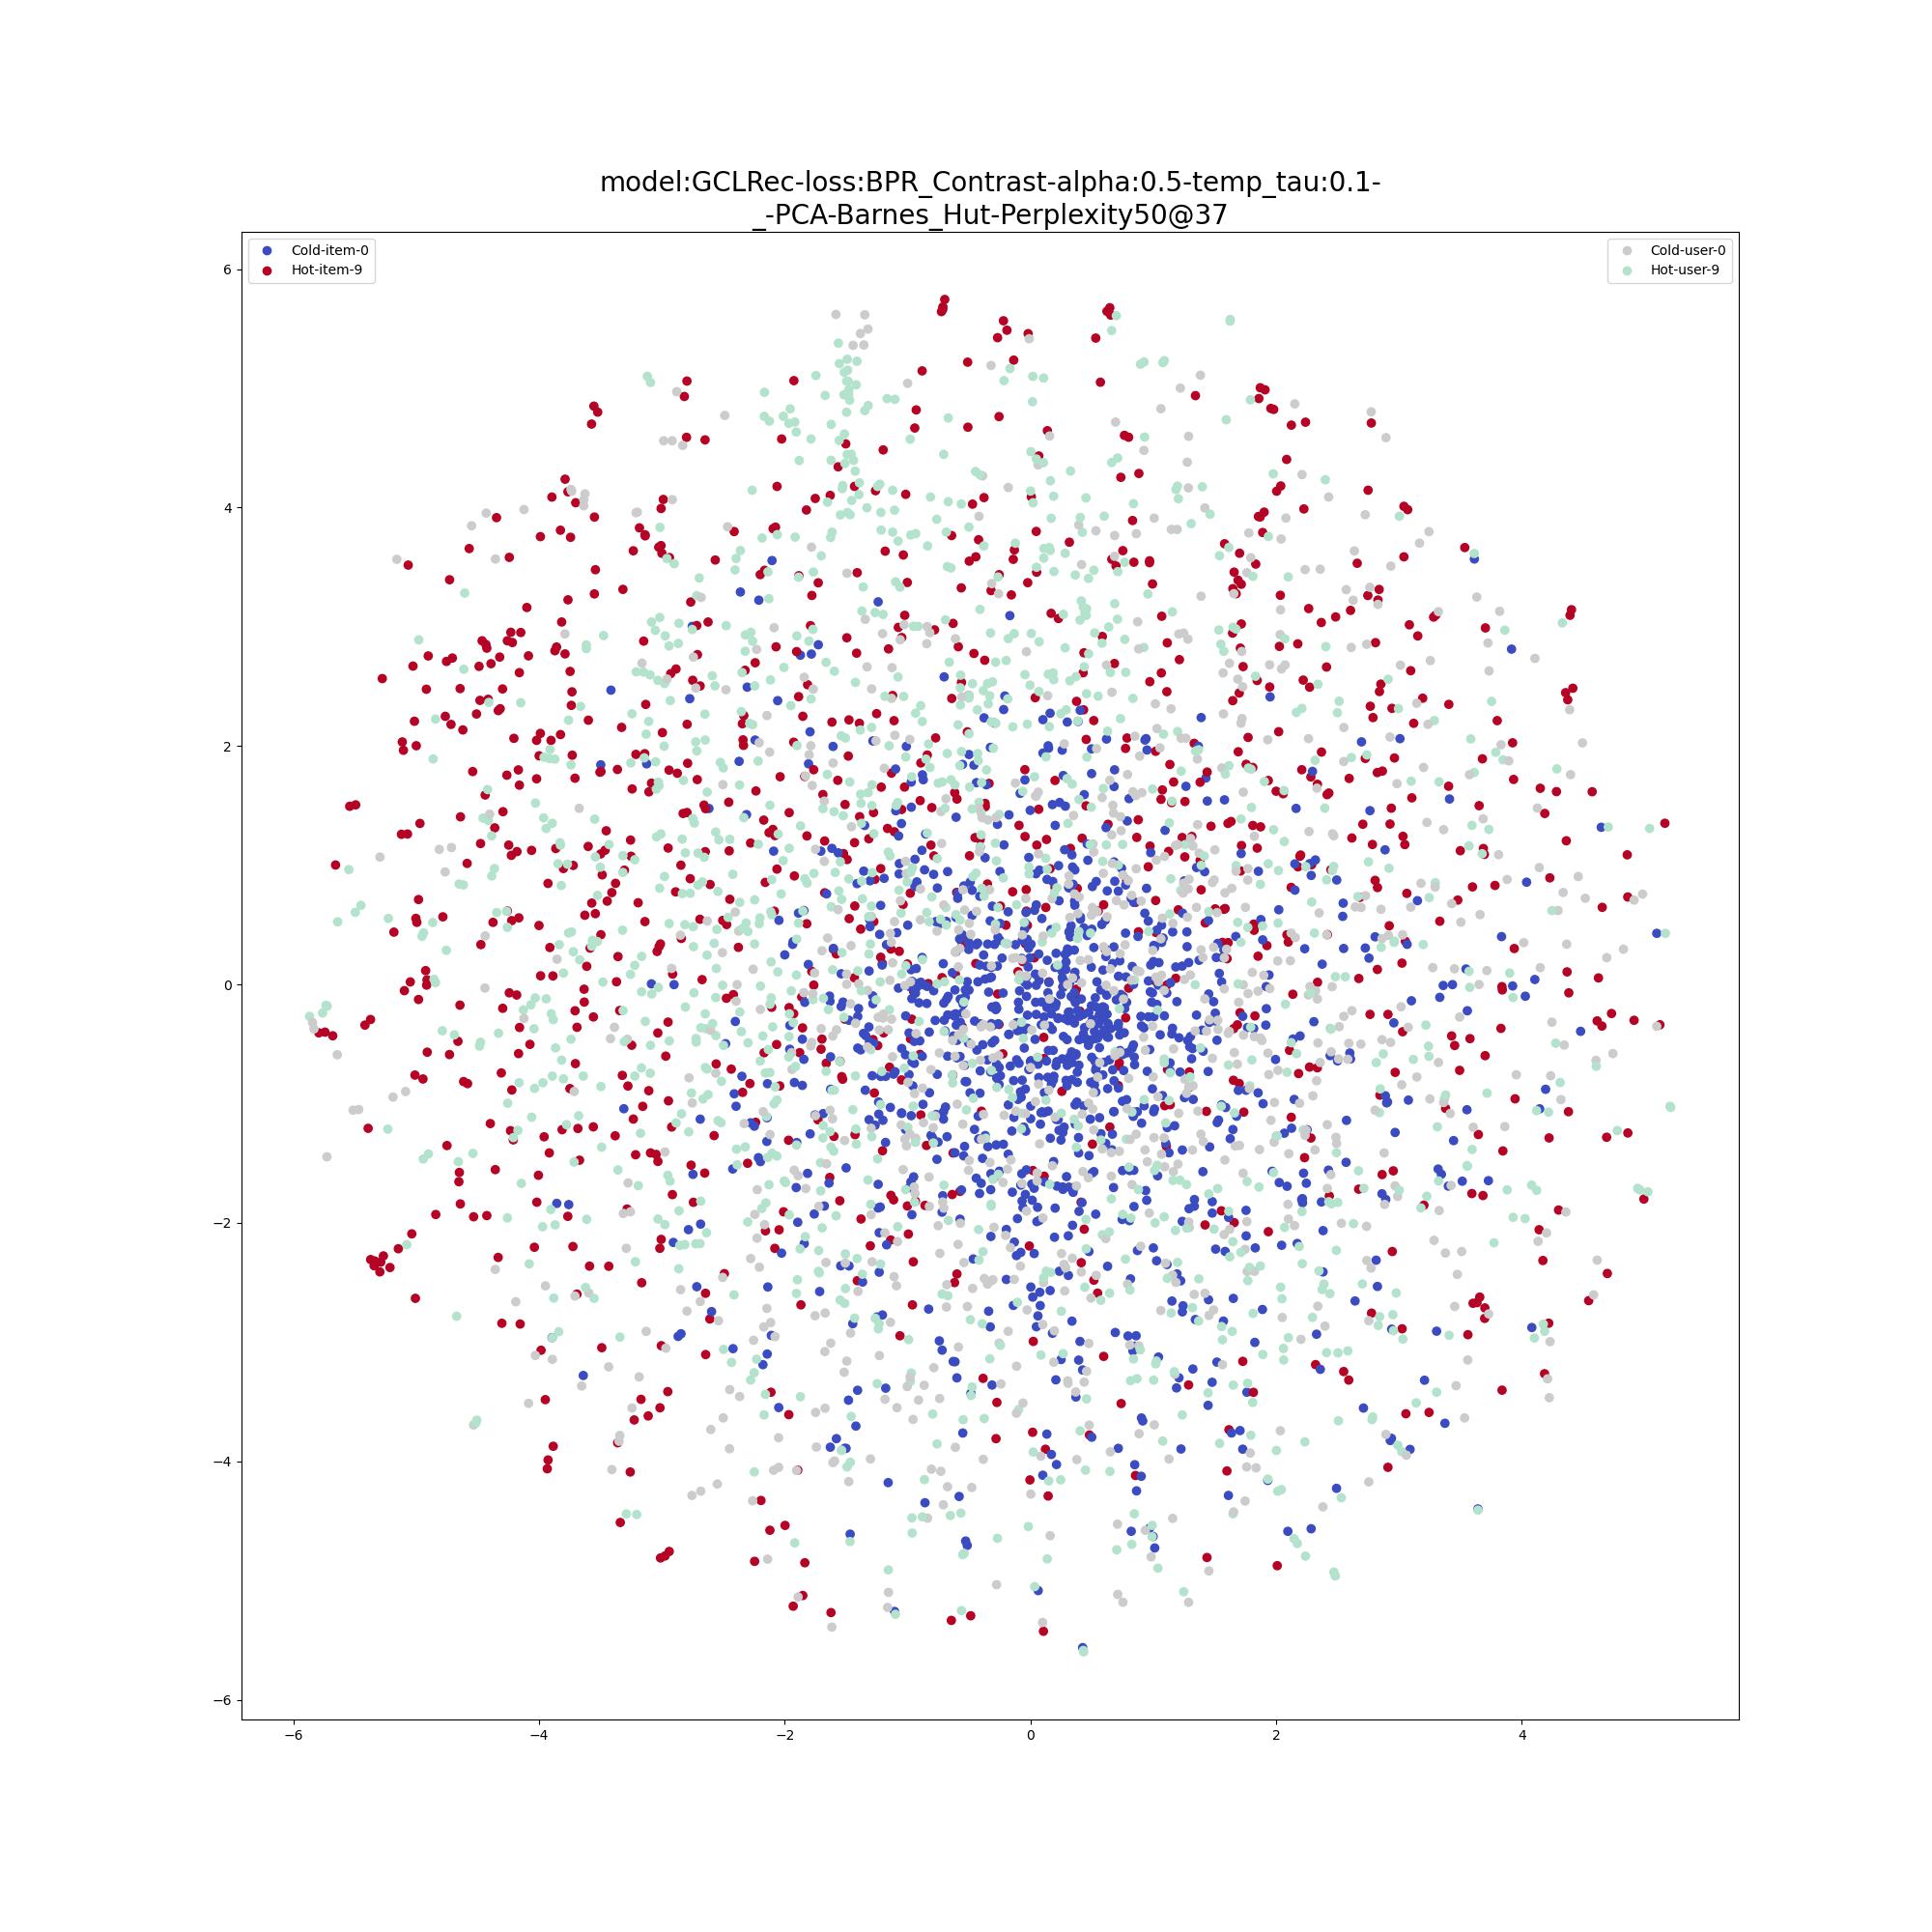 model:GCLRec-loss:BPR_Contrast-alpha:0.5-temp_tau:0.1-
_-PCA-Barnes_Hut-Perplexity50@37
Cold-item-0
Hot-item-9
Cold-user-0
Hot-user-9
6
4
2
0
−2
−4
−6
−6
−4
−2
0
2
4